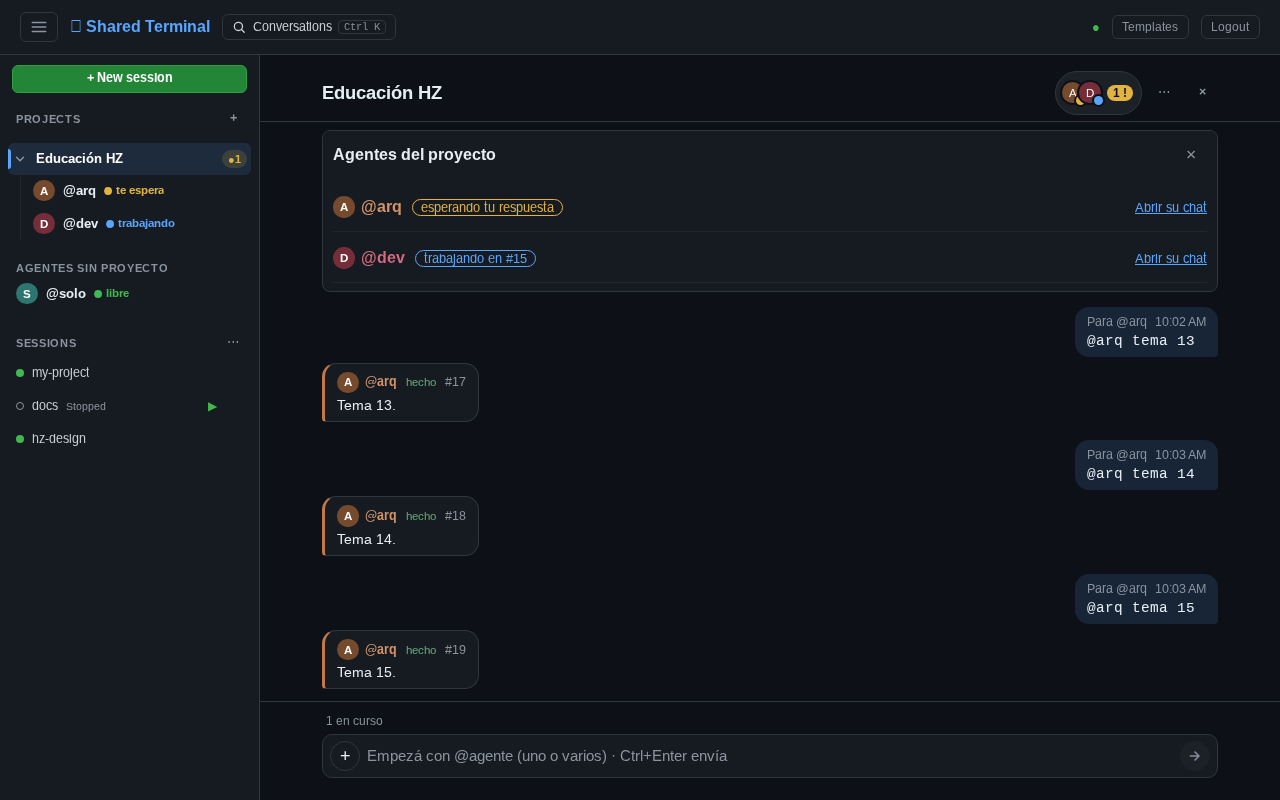 Shared Terminal
Conversations Ctrl K
Templates
Logout
+ New session
PROJECTS +
Educación HZ ●1
A @arq te espera
D @dev trabajando
AGENTES SIN PROYECTO
S @solo libre
SESSIONS ···
my-project
docs Stopped
hz-design
Educación HZ
A D 1 ! ··· ×
Agentes del proyecto ×
A @arq esperando tu respuesta Abrir su chat
D @dev trabajando en #15 Abrir su chat
Para @arq 10:02 AM
@arq tema 13
A @arq hecho #17
Tema 13.
Para @arq 10:03 AM
@arq tema 14
A @arq hecho #18
Tema 14.
Para @arq 10:03 AM
@arq tema 15
A @arq hecho #19
Tema 15.
1 en curso
+ Empezá con @agente (uno o varios) · Ctrl+Enter envía